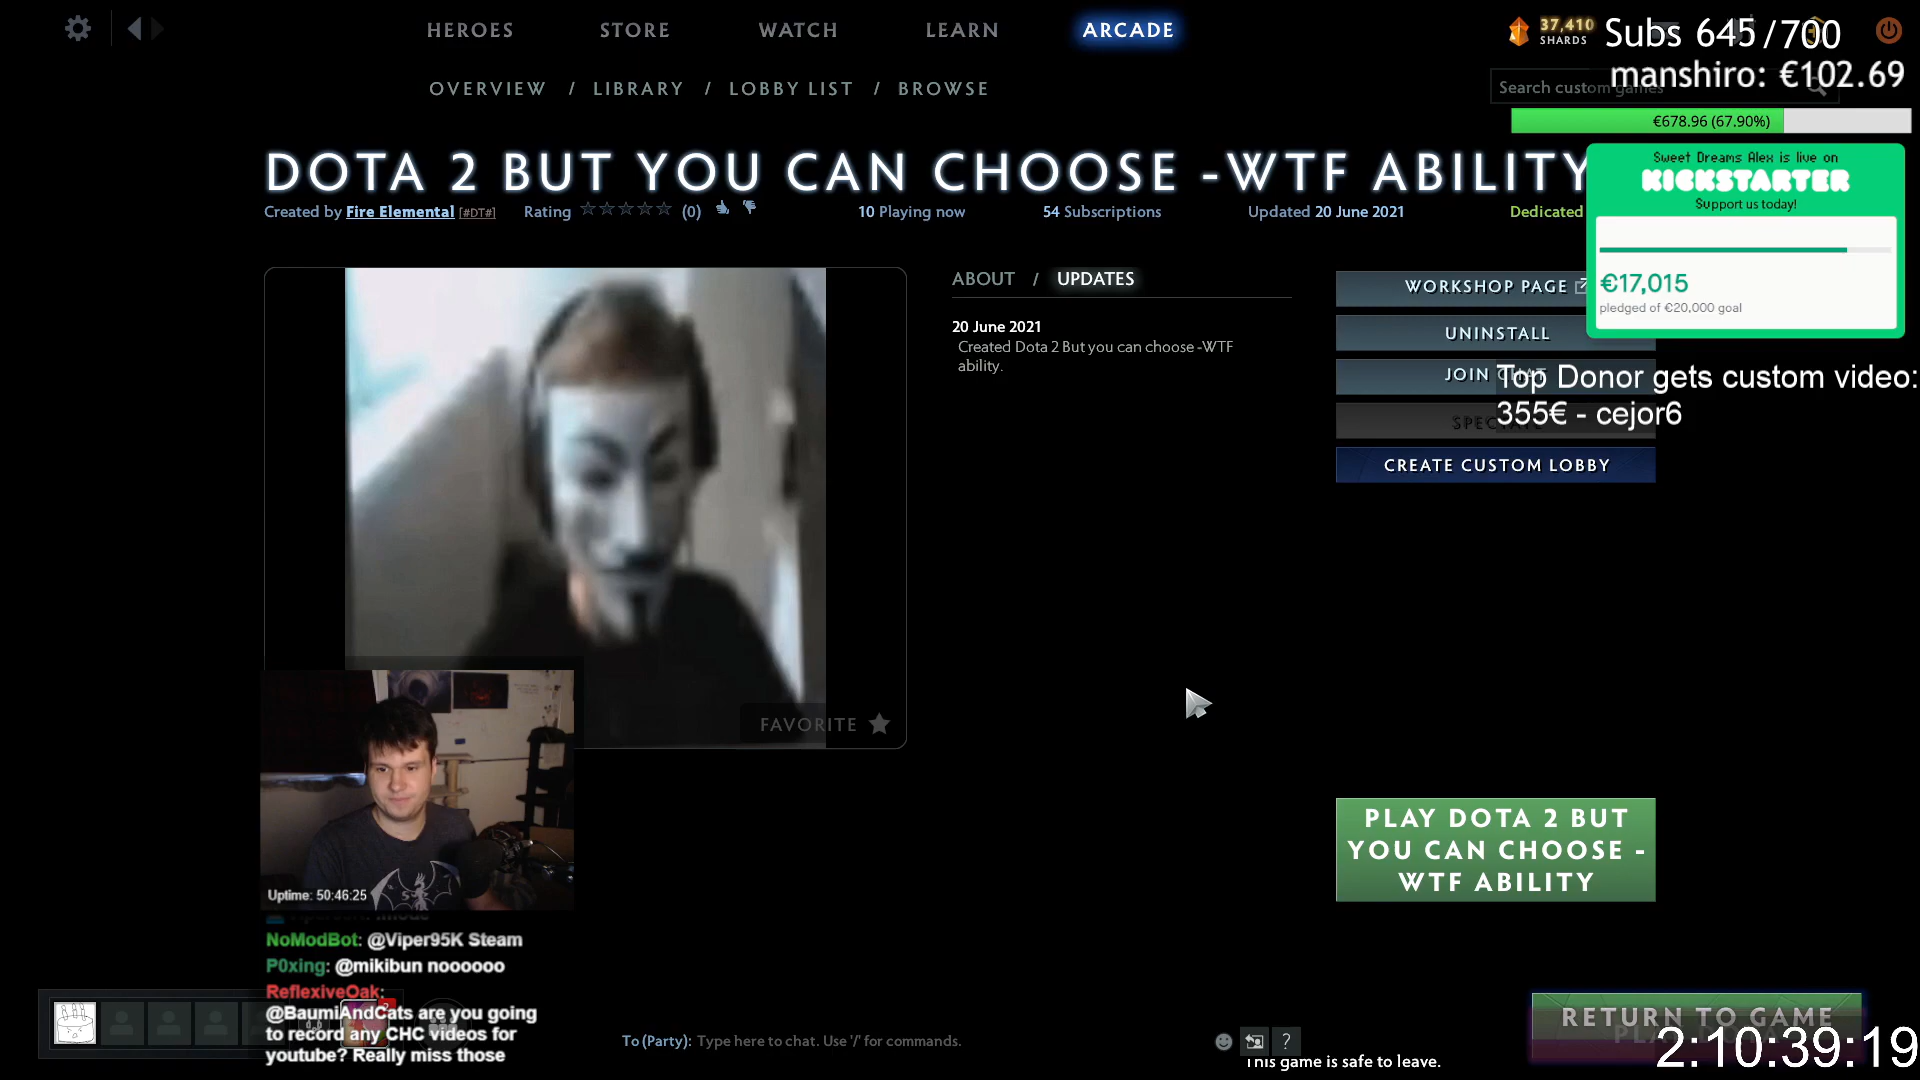 HEROES
STORE
WATCH
LEARN
ARCADE
37,410
SHARDS
Subs 645/700
OVERVIEW / LIBRARY / LOBBY LIST / BROWSE
Search custom games
manshiro: €102.69
€678.96 (67.90%)
DOTA 2 BUT YOU CAN CHOOSE -WTF ABILITY
Created by Fire Elemental [#DT#]
Rating
(0)
10 Playing now
54 Subscriptions
Updated 20 June 2021
Dedicated
Sweet Dreams Alex is live on
KICKSTARTER
Support us today!
€17,015
pledged of €20,000 goal
ABOUT / UPDATES
20 June 2021
Created Dota 2 But you can choose -WTF
ability.
WORKSHOP PAGE
UNINSTALL
JOIN CHAT
Top Donor gets custom video:
355€ - cejor6
CREATE CUSTOM LOBBY
FAVORITE
PLAY DOTA 2 BUT
YOU CAN CHOOSE -
WTF ABILITY
Uptime: 50:46:25
NoModBot: @Viper95K Steam
P0xing: @mikibun noooooo
ReflexiveOak:
@BaumiAndCats are you going
to record any CHC videos for
youtube? Really miss those
To (Party): Type here to chat. Use '/' for commands.
?
This game is safe to leave.
RETURN TO GAME
2:10:39:19